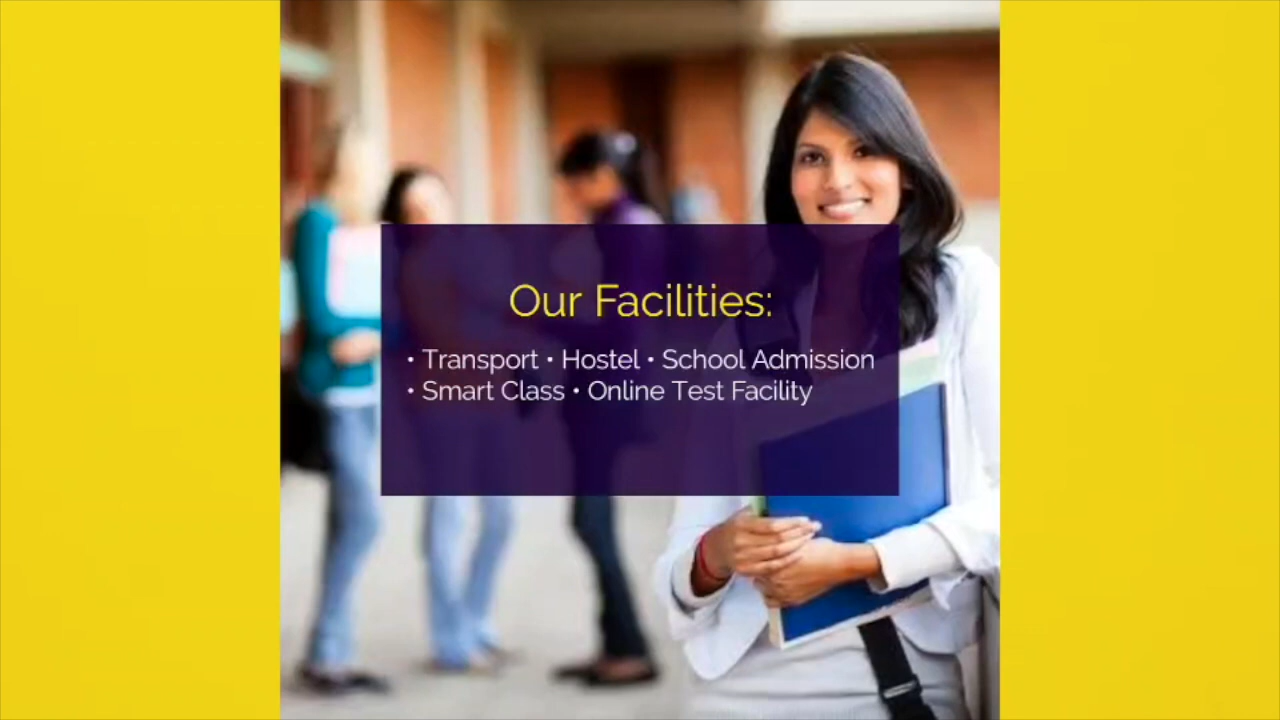 Our Facilities:
• Transport • Hostel • School Admission
• Smart Class • Online Test Facility